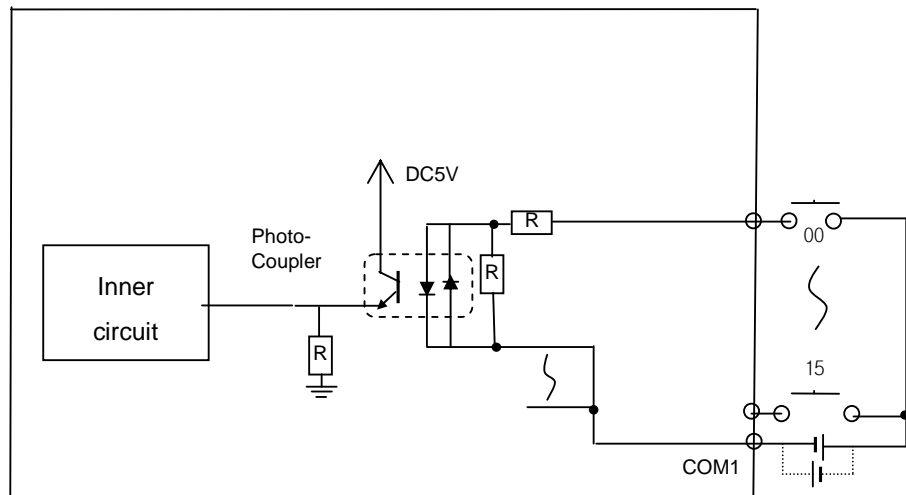 DC5V
R
Photo-
Coupler
00
R
Inner
circuit
R
15
COM1